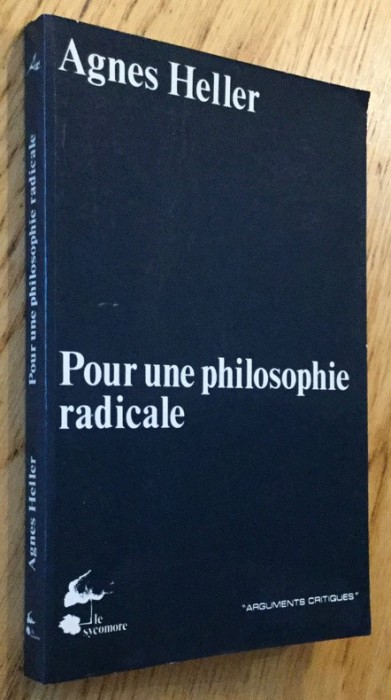 Agnes Heller
Pour une philosophie
radicale
"ARGUMENTS CRITIQUES"
le
sycomore
Pour une philosophie radicale
Agnes Heller